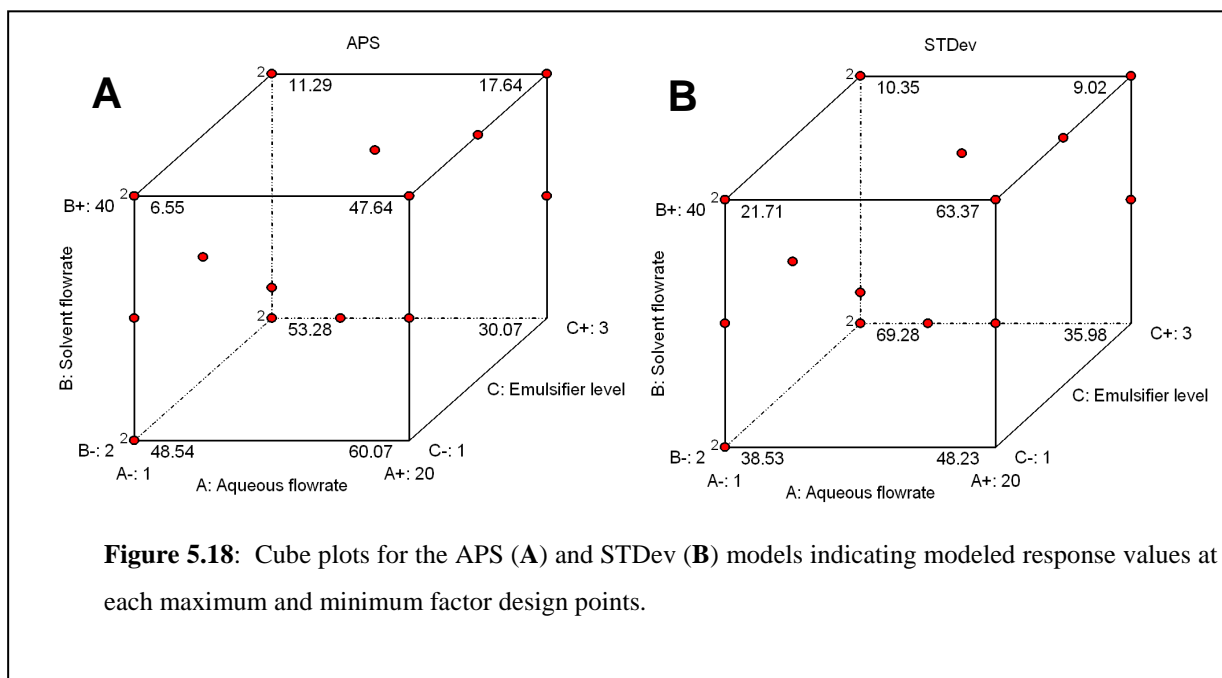 APS
A
2
11.29
17.64
2
B+: 40
6.55
47.64
B: Solvent flowrate
2
53.28
30.07
C+: 3
C: Emulsifier level
2
B-: 2
48.54
60.07
C-: 1
A-: 1
A+: 20
A: Aqueous flowrate
STDev
B
2
10.35
9.02
2
B+: 40
21.71
63.37
B: Solvent flowrate
2
69.28
35.98
C+: 3
C: Emulsifier level
2
B-: 2
38.53
48.23
C-: 1
A-: 1
A+: 20
A: Aqueous flowrate
Figure 5.18: Cube plots for the APS (A) and STDev (B) models indicating modeled response values at
each maximum and minimum factor design points.